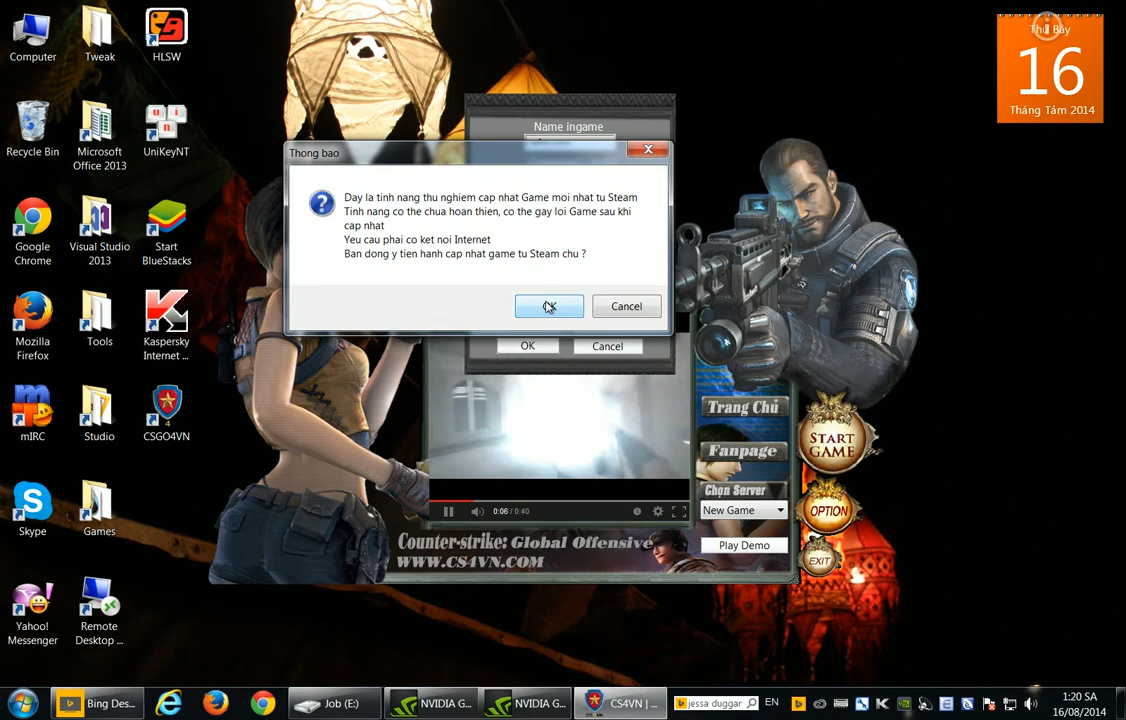 Computer
Tweak
HLSW
Recycle Bin
Microsoft
Office 2013
UniKeyNT
Google
Chrome
Visual Studio
2013
Start
BlueStacks
Mozilla
Firefox
Tools
Kaspersky
Internet ...
mIRC
Studio
CSGO4VN
Skype
Games
Yahoo!
Messenger
Remote
Desktop ...
Thứ Bảy
16
Tháng Tám 2014
Name ingame
Thong bao
Day la tinh nang thu nghiem cap nhat Game moi nhat tu Steam
Tinh nang co the chua hoan thien, co the gay loi Game sau khi
cap nhat
Yeu cau phai co ket noi Internet
Ban dong y tien hanh cap nhat game tu Steam chu ?
OK
Cancel
OK
Cancel
Trang Chủ
Fanpage
Chọn Server
New Game
Play Demo
START
GAME
OPTION
EXIT
0:06 / 0:40
Counter-strike: Global Offensive
WWW.CS4VN.COM
Bing Des...
Job (E:)
NVIDIA G...
NVIDIA G...
CS4VN | ...
jessa duggar
EN
1:20 SA
16/08/2014